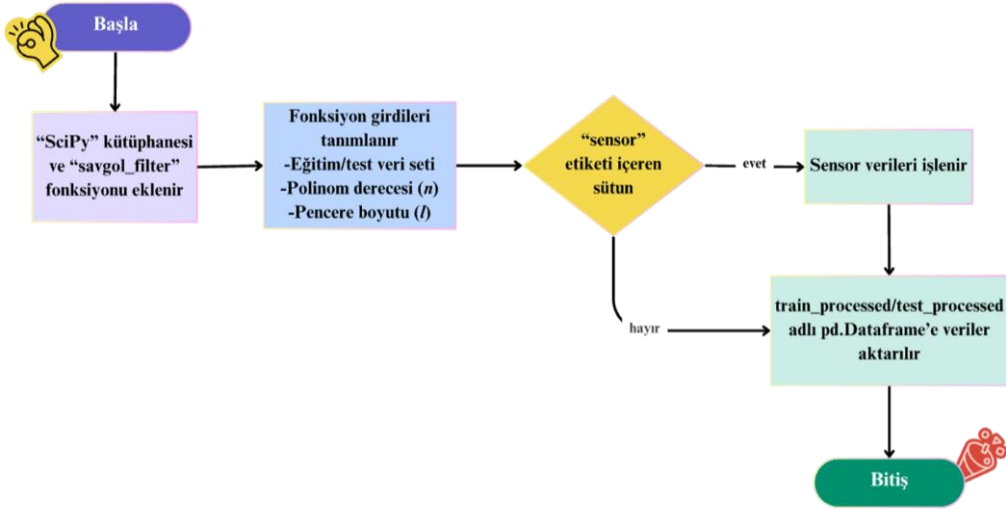 Başla
“SciPy” kütüphanesi
ve “savgol_filter”
fonksiyonu eklenir
Fonksiyon girdileri
tanımlanır
-Eğitim/test veri seti
-Polinom derecesi (n)
-Pencere boyutu (l)
“sensor”
etiketi içeren
sütun
evet
Sensor verileri işlenir
hayır
train_processed/test_processed
adlı pd.Dataframe’e veriler
aktarılır
Bitiş